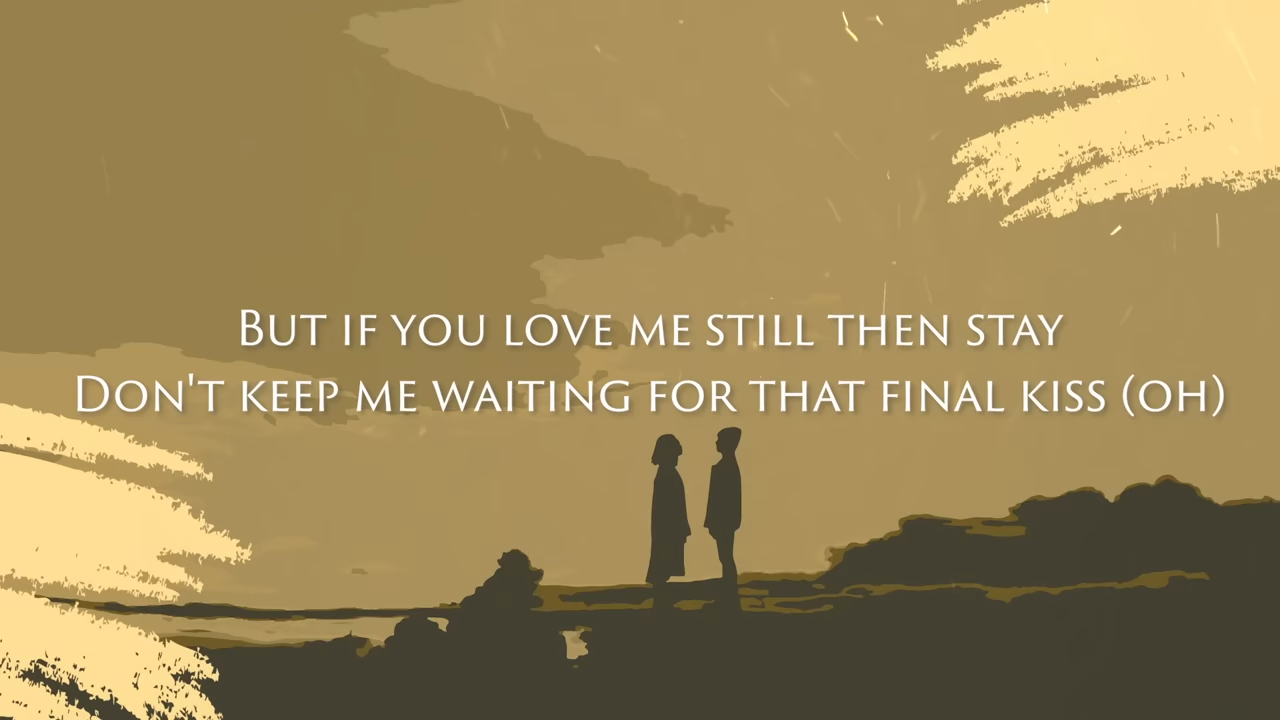 But if you love me still then stay
Don't keep me waiting for that final kiss (oh)